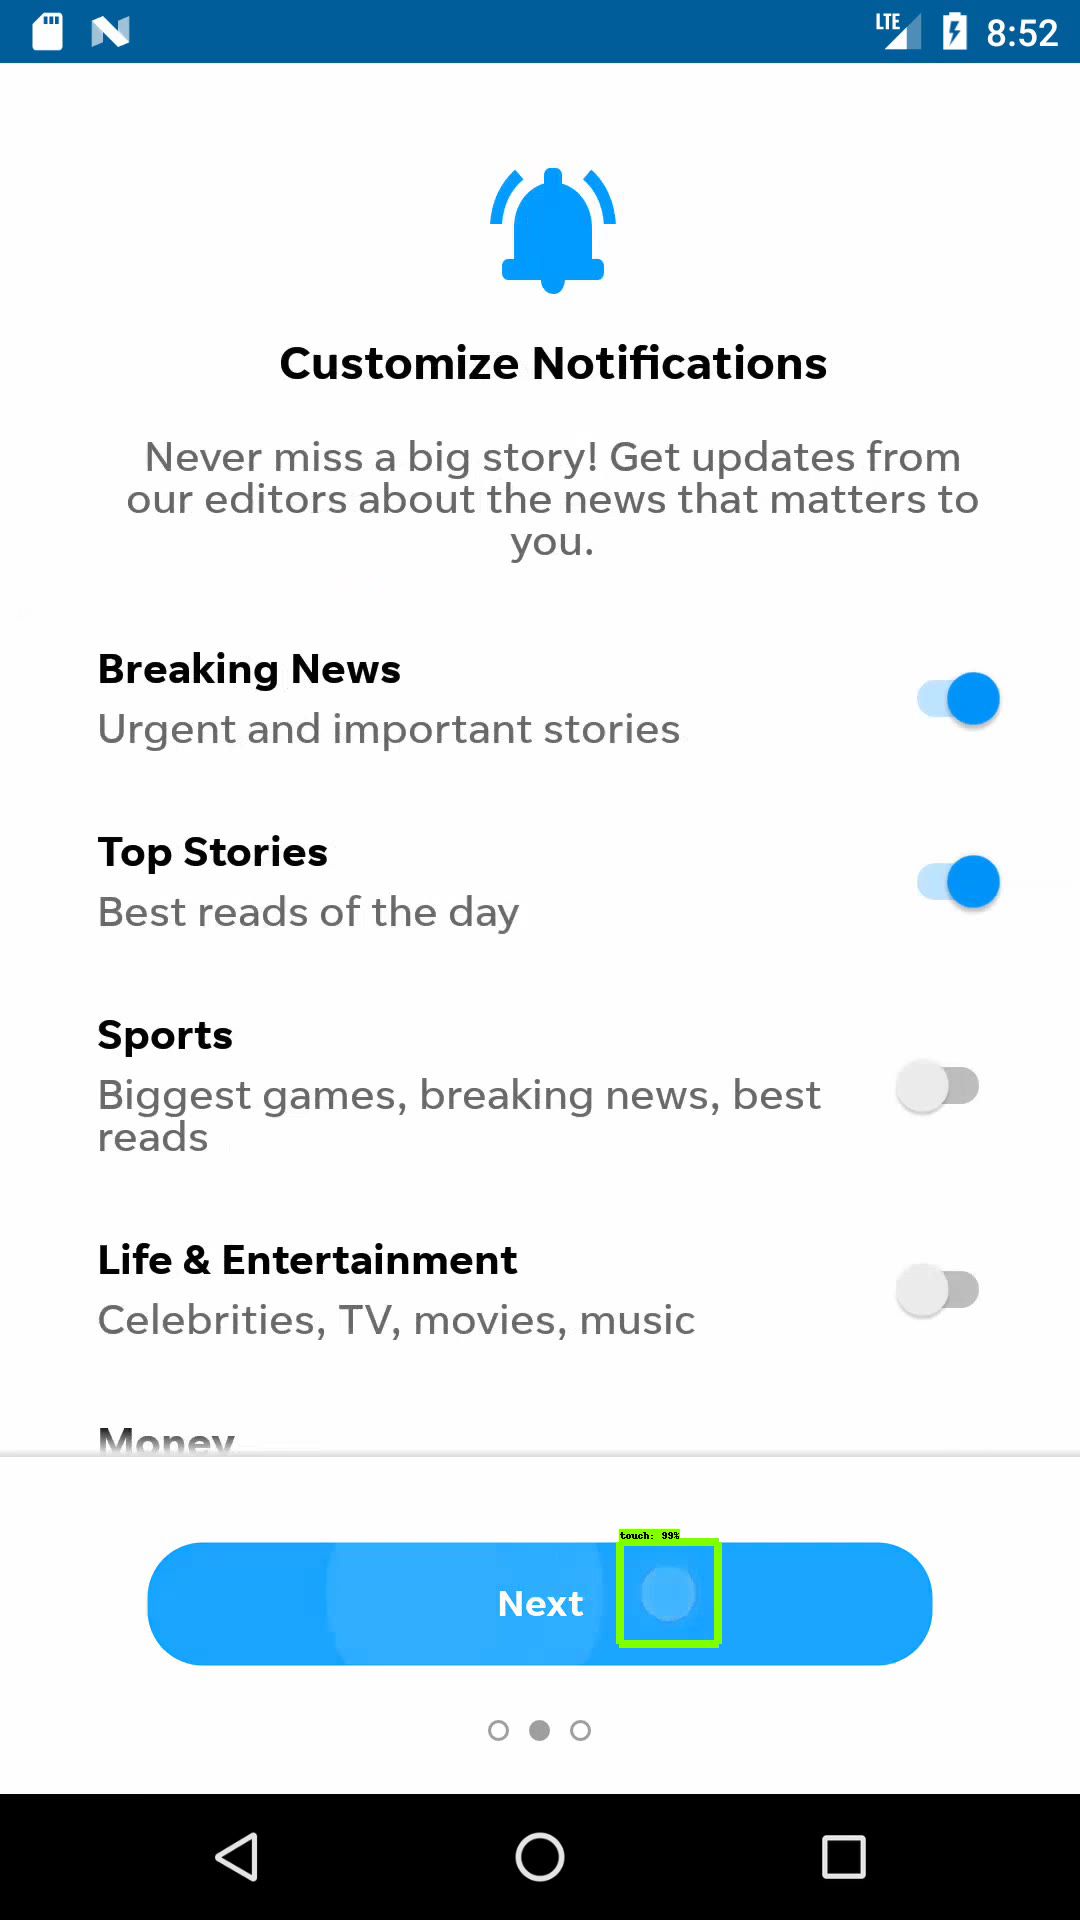 LTE 8:52
Customize Notifications
Never miss a big story! Get updates from
our editors about the news that matters to
you.
Breaking News
Urgent and important stories
Top Stories
Best reads of the day
Sports
Biggest games, breaking news, best
reads
Life & Entertainment
Celebrities, TV, movies, music
Money
touch: 99%
Next